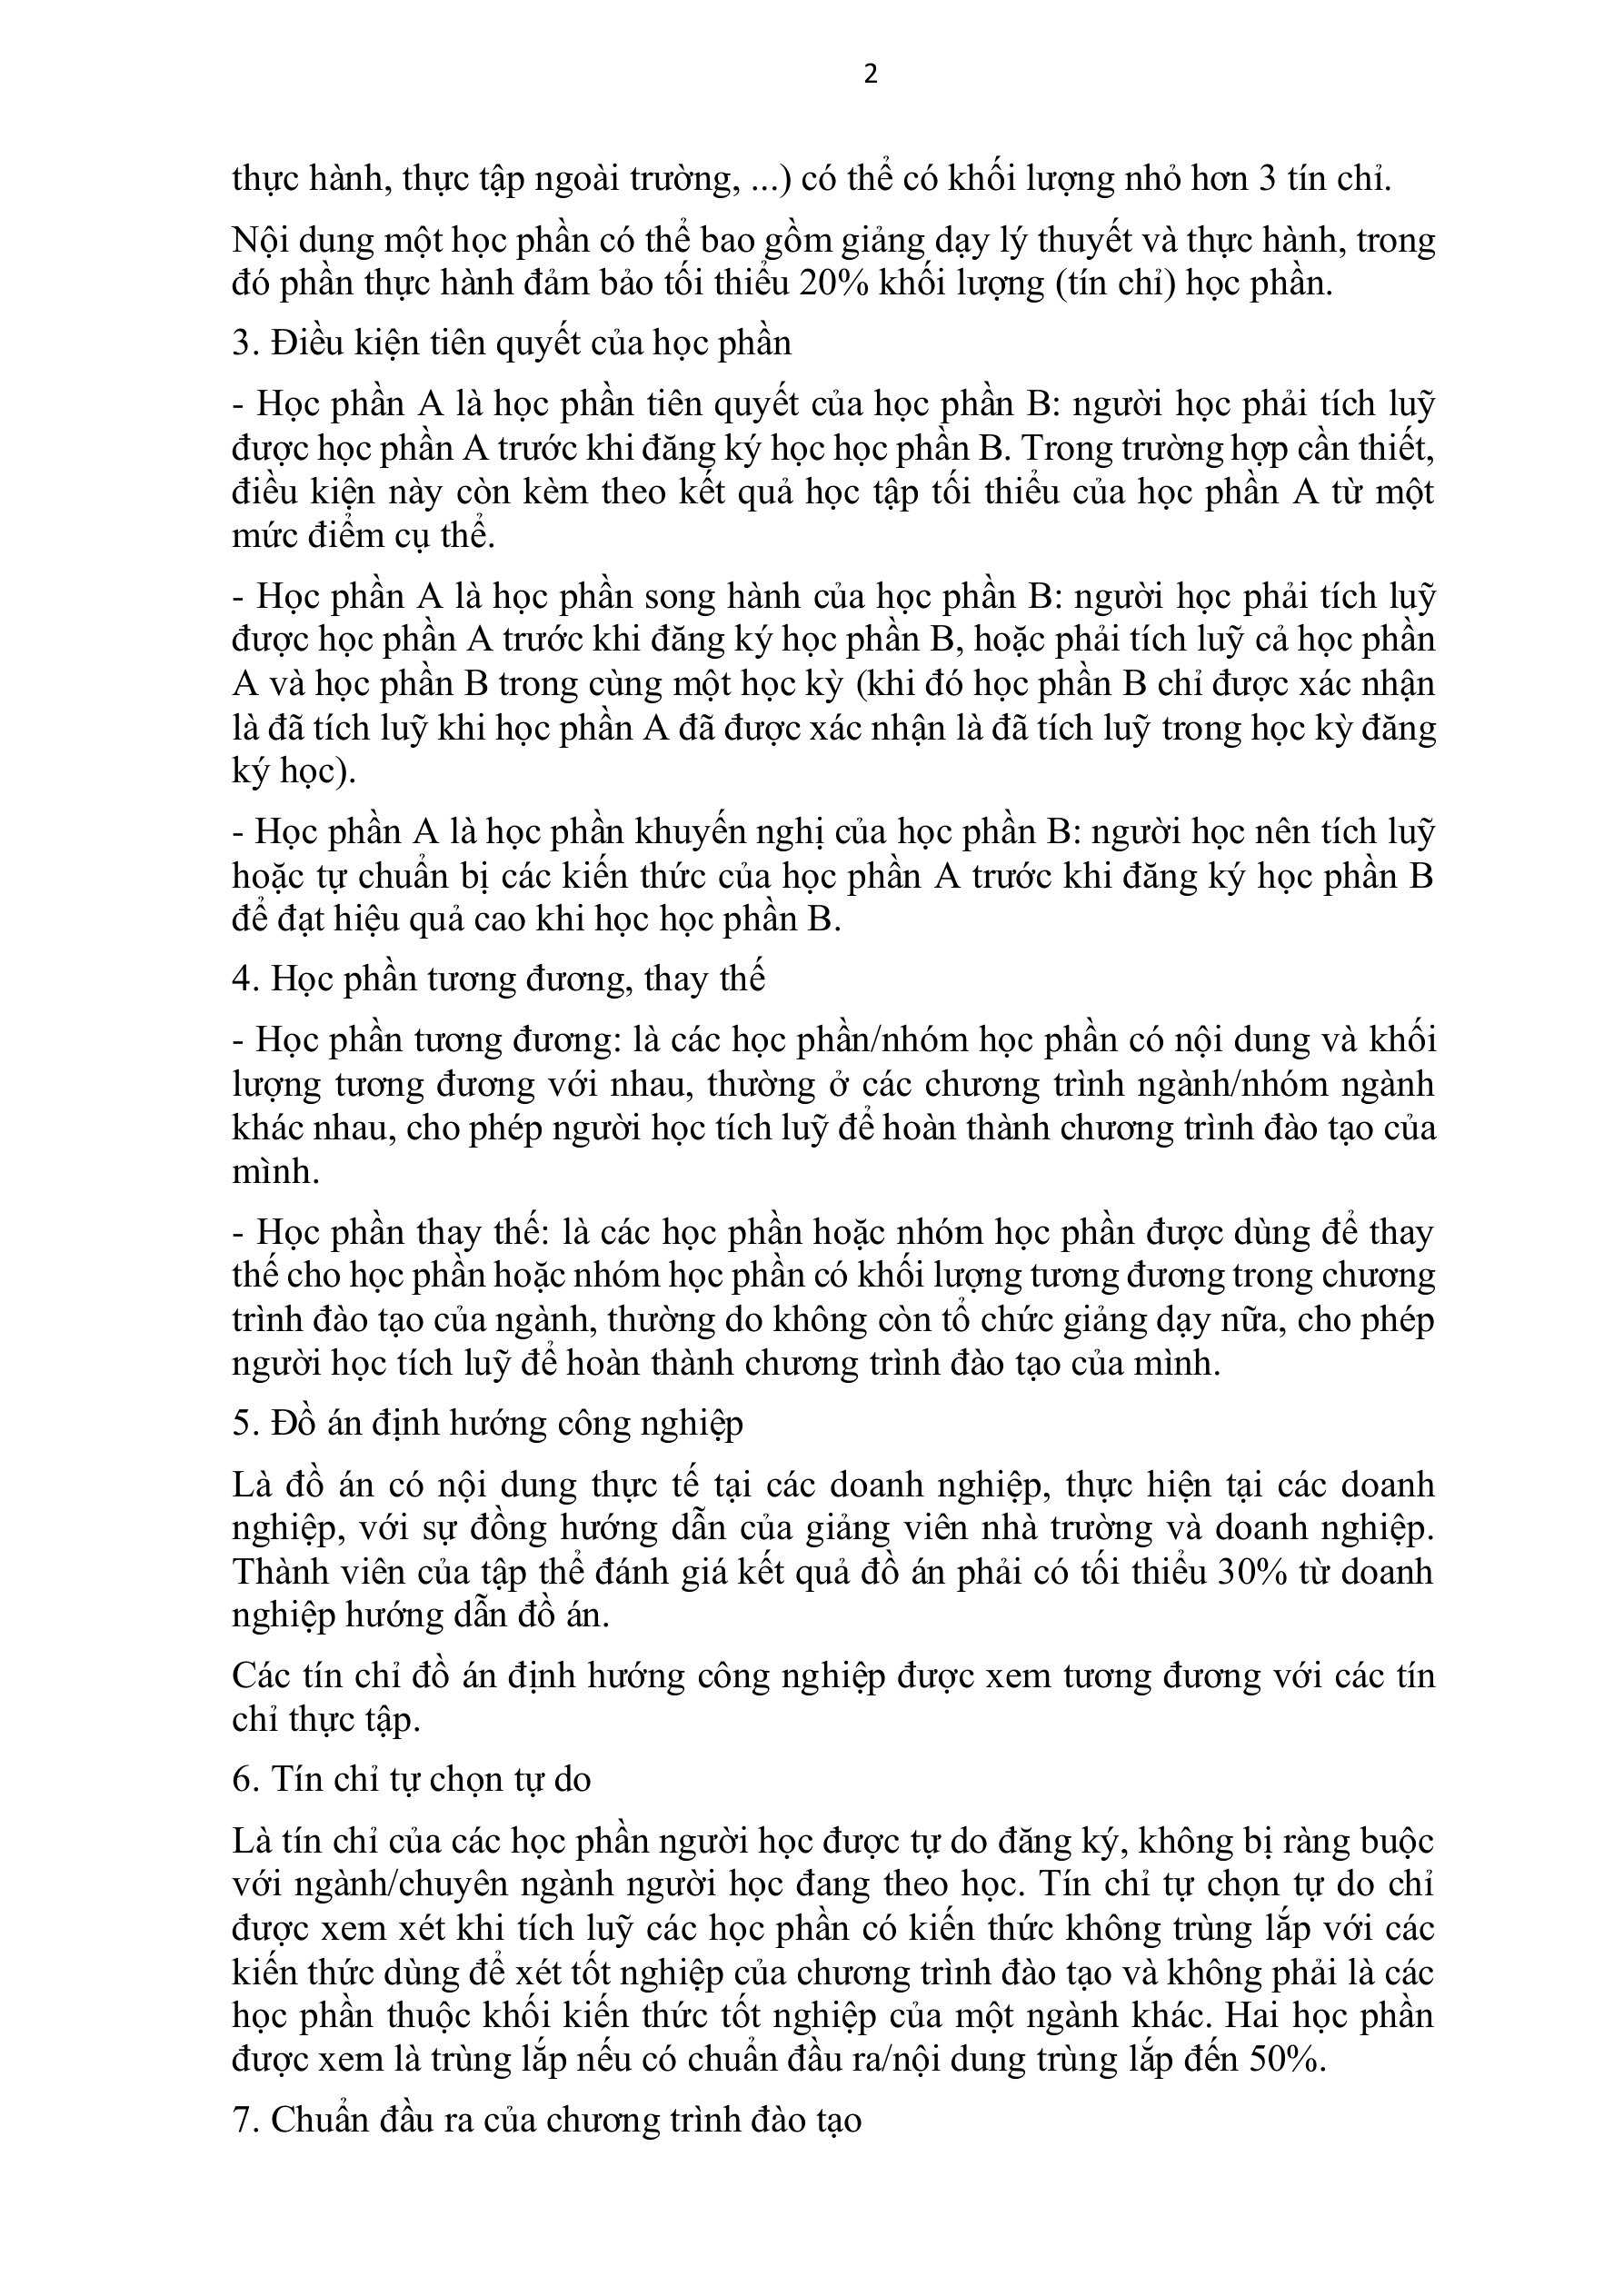 2
thực hành, thực tập ngoài trường, ...) có thể có khối lượng nhỏ hơn 3 tín chỉ.
Nội dung một học phần có thể bao gồm giảng dạy lý thuyết và thực hành, trong
đó phần thực hành đảm bảo tối thiểu 20% khối lượng (tín chỉ) học phần.
3. Điều kiện tiên quyết của học phần
- Học phần A là học phần tiên quyết của học phần B: người học phải tích luỹ
được học phần A trước khi đăng ký học học phần B. Trong trường hợp cần thiết,
điều kiện này còn kèm theo kết quả học tập tối thiểu của học phần A từ một
mức điểm cụ thể.
- Học phần A là học phần song hành của học phần B: người học phải tích luỹ
được học phần A trước khi đăng ký học phần B, hoặc phải tích luỹ cả học phần
A và học phần B trong cùng một học kỳ (khi đó học phần B chỉ được xác nhận
là đã tích luỹ khi học phần A đã được xác nhận là đã tích luỹ trong học kỳ đăng
ký học).
- Học phần A là học phần khuyến nghị của học phần B: người học nên tích luỹ
hoặc tự chuẩn bị các kiến thức của học phần A trước khi đăng ký học phần B
để đạt hiệu quả cao khi học học phần B.
4. Học phần tương đương, thay thế
- Học phần tương đương: là các học phần/nhóm học phần có nội dung và khối
lượng tương đương với nhau, thường ở các chương trình ngành/nhóm ngành
khác nhau, cho phép người học tích luỹ để hoàn thành chương trình đào tạo của
mình.
- Học phần thay thế: là các học phần hoặc nhóm học phần được dùng để thay
thế cho học phần hoặc nhóm học phần có khối lượng tương đương trong chương
trình đào tạo của ngành, thường do không còn tổ chức giảng dạy nữa, cho phép
người học tích luỹ để hoàn thành chương trình đào tạo của mình.
5. Đồ án định hướng công nghiệp
Là đồ án có nội dung thực tế tại các doanh nghiệp, thực hiện tại các doanh
nghiệp, với sự đồng hướng dẫn của giảng viên nhà trường và doanh nghiệp.
Thành viên của tập thể đánh giá kết quả đồ án phải có tối thiểu 30% từ doanh
nghiệp hướng dẫn đồ án.
Các tín chỉ đồ án định hướng công nghiệp được xem tương đương với các tín
chỉ thực tập.
6. Tín chỉ tự chọn tự do
Là tín chỉ của các học phần người học được tự do đăng ký, không bị ràng buộc
với ngành/chuyên ngành người học đang theo học. Tín chỉ tự chọn tự do chỉ
được xem xét khi tích luỹ các học phần có kiến thức không trùng lắp với các
kiến thức dùng để xét tốt nghiệp của chương trình đào tạo và không phải là các
học phần thuộc khối kiến thức tốt nghiệp của một ngành khác. Hai học phần
được xem là trùng lắp nếu có chuẩn đầu ra/nội dung trùng lắp đến 50%.
7. Chuẩn đầu ra của chương trình đào tạo